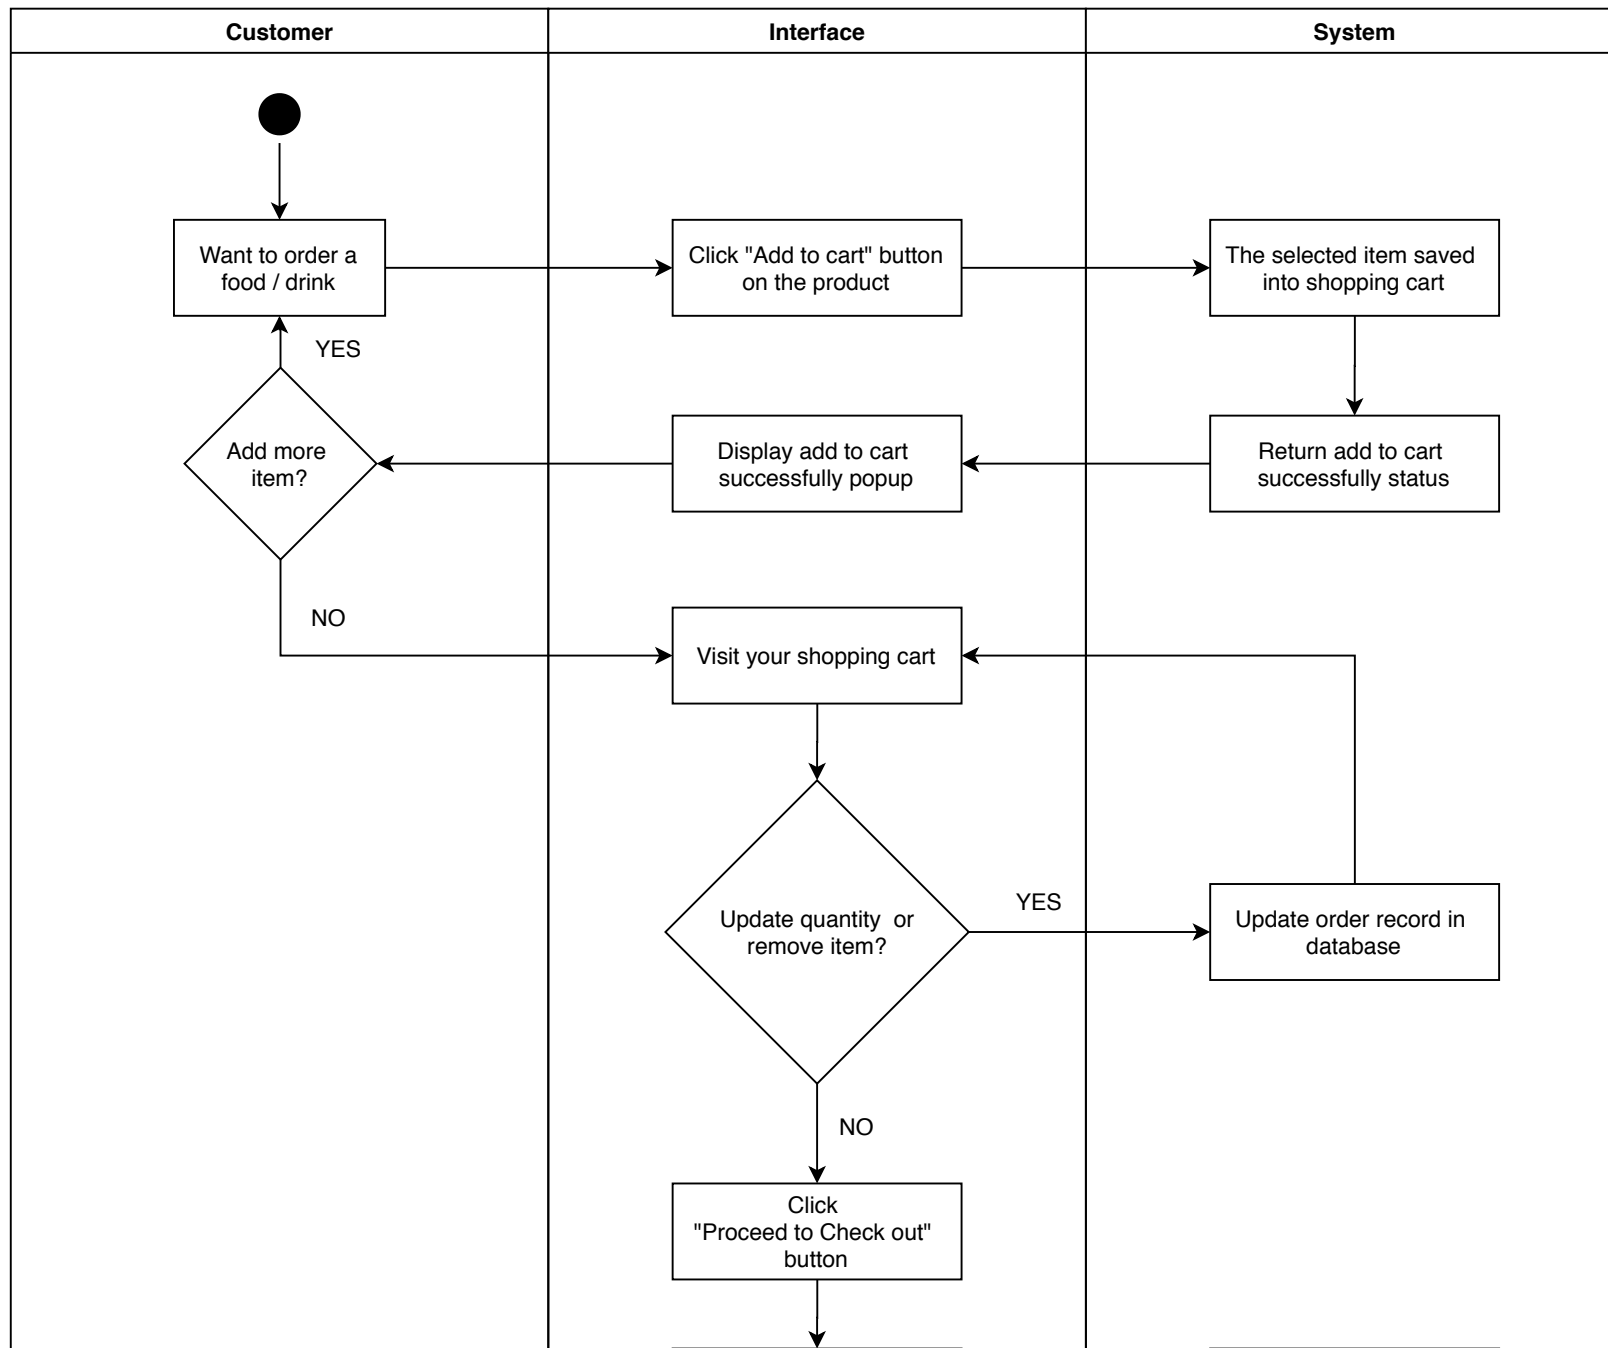 Customer
Interface
System
Want to order a
food / drink
Click "Add to cart" button
on the product
The selected item saved
into shopping cart
YES
Add more
item?
Display add to cart
successfully popup
Return add to cart
successfully status
NO
Visit your shopping cart
Update quantity  or
remove item?
YES
Update order record in
database
NO
Click
"Proceed to Check out"
button